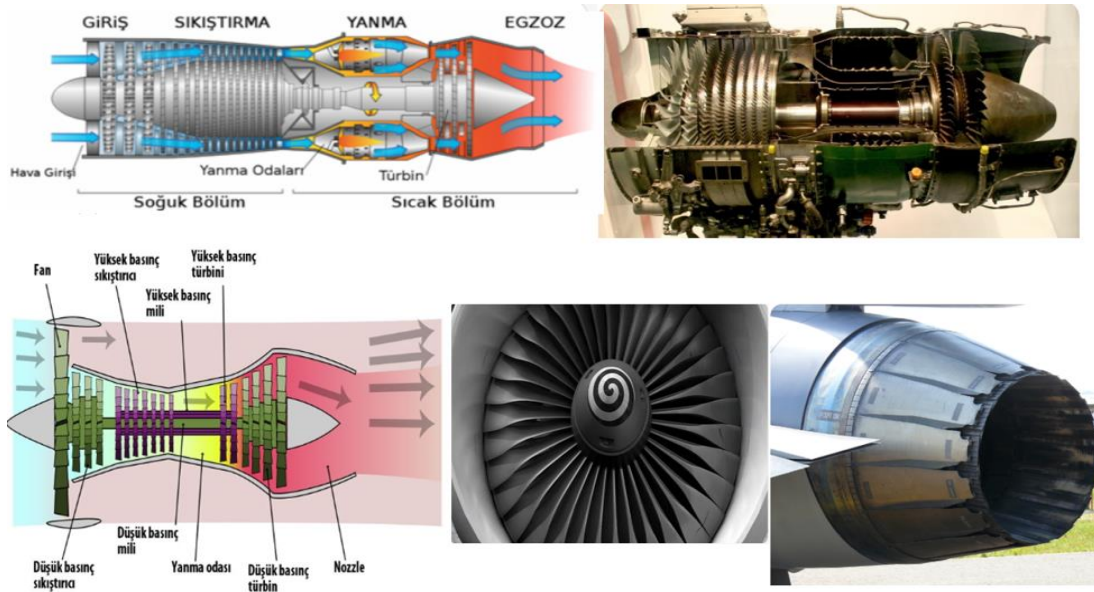 GİRİŞ
SIKIŞTIRMA
YANMA
EGZOZ
Hava Girişi
Yanma Odaları
Türbin
Soğuk Bölüm
Sıcak Bölüm
Fan
Yüksek basınç
sıkıştırıcı
Yüksek basınç
mili
Yüksek basınç
türbini
Düşük basınç
sıkıştırıcı
Düşük basınç
mili
Yanma odası
Düşük basınç
türbin
Nozzle